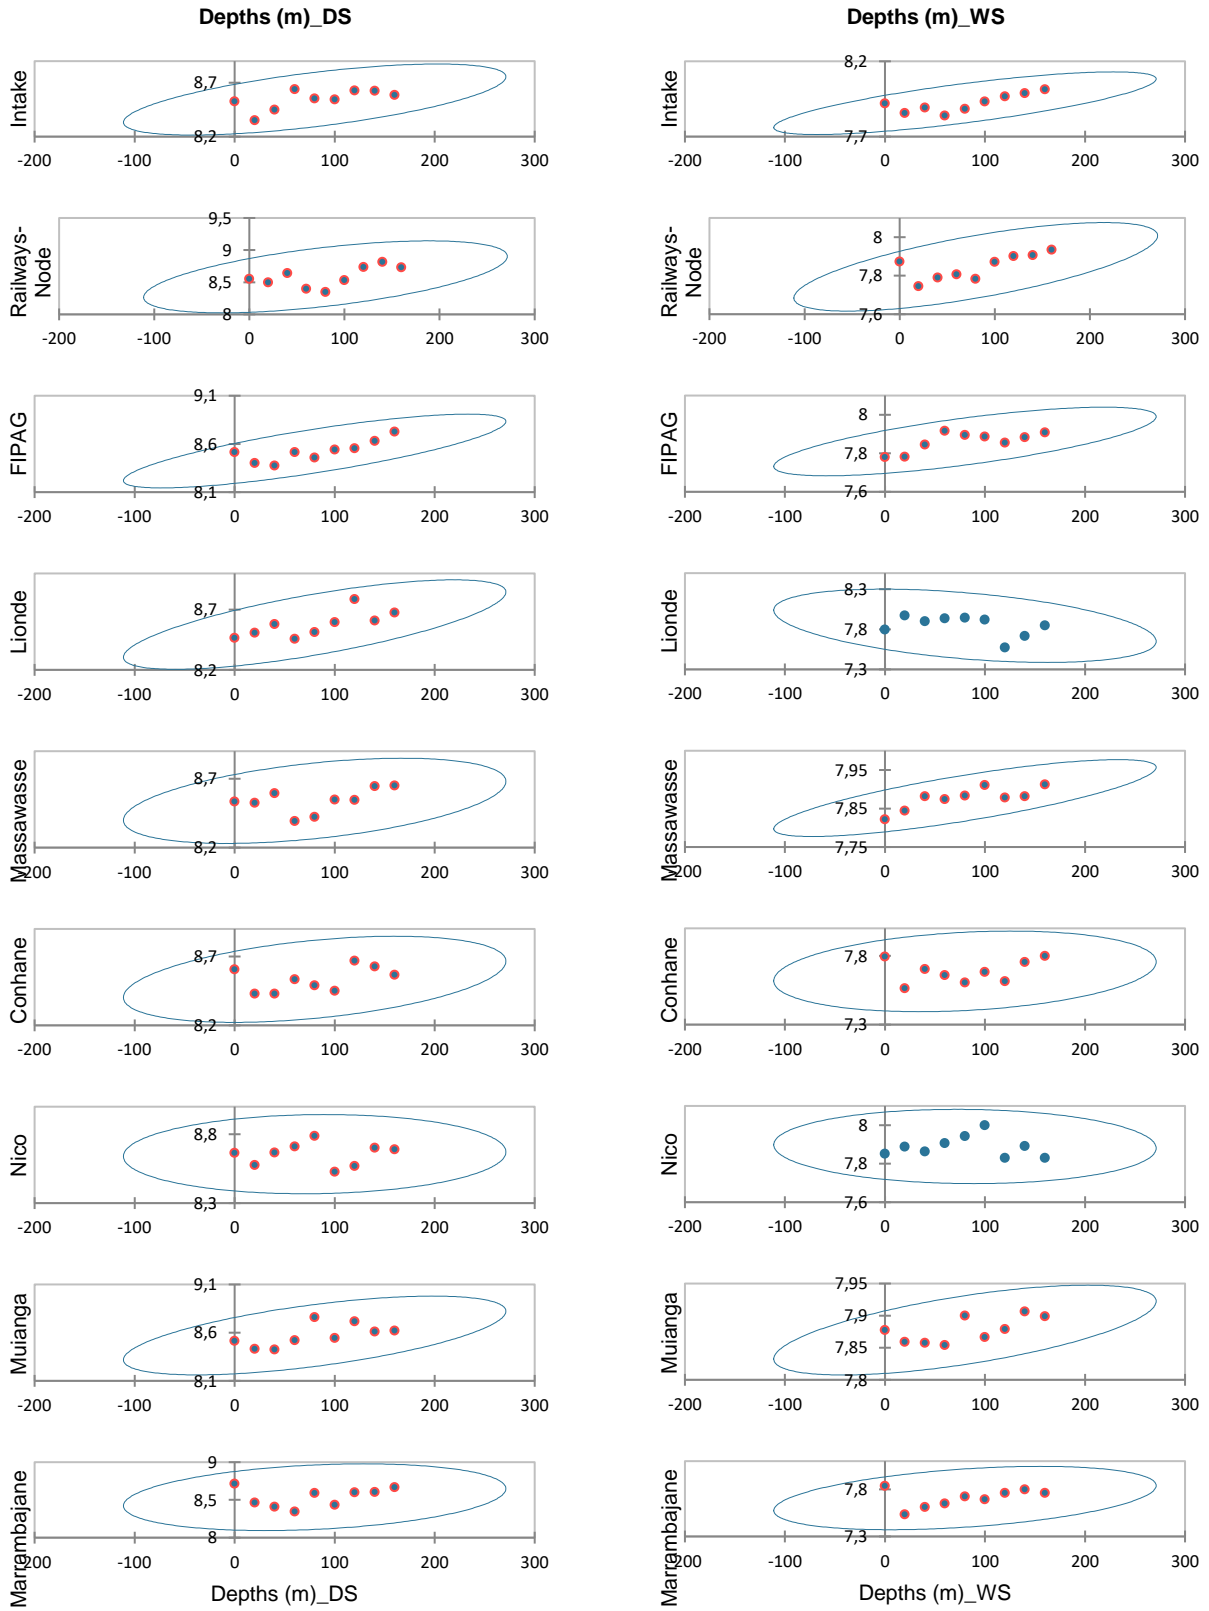 Depths (m)_DS
Depths (m)_WS
Intake
8,7
8,2
-200 -100 0 100 200 300
Intake
8,2
7,7
-200 -100 0 100 200 300
Railways-
Node
9,5
9
8,5
8
-200 -100 0 100 200 300
Railways-
Node
8
7,8
7,6
-200 -100 0 100 200 300
FIPAG
9,1
8,6
8,1
-200 -100 0 100 200 300
FIPAG
8
7,8
7,6
-200 -100 0 100 200 300
Lionde
8,7
8,2
-200 -100 0 100 200 300
Lionde
8,3
7,8
7,3
-200 -100 0 100 200 300
Massawasse
8,7
8,2
-200 -100 0 100 200 300
Massawasse
7,95
7,85
7,75
-200 -100 0 100 200 300
Conhane
8,7
8,2
-200 -100 0 100 200 300
Conhane
7,8
7,3
-200 -100 0 100 200 300
Nico
8,8
8,3
-200 -100 0 100 200 300
Nico
8
7,8
7,6
-200 -100 0 100 200 300
Muianga
9,1
8,6
8,1
-200 -100 0 100 200 300
Muianga
7,95
7,9
7,85
7,8
-200 -100 0 100 200 300
Marrambajane
9
8,5
8
-200 -100 0 100 200 300
Depths (m)_DS
Marrambajane
7,8
7,3
-200 -100 0 100 200 300
Depths (m)_WS